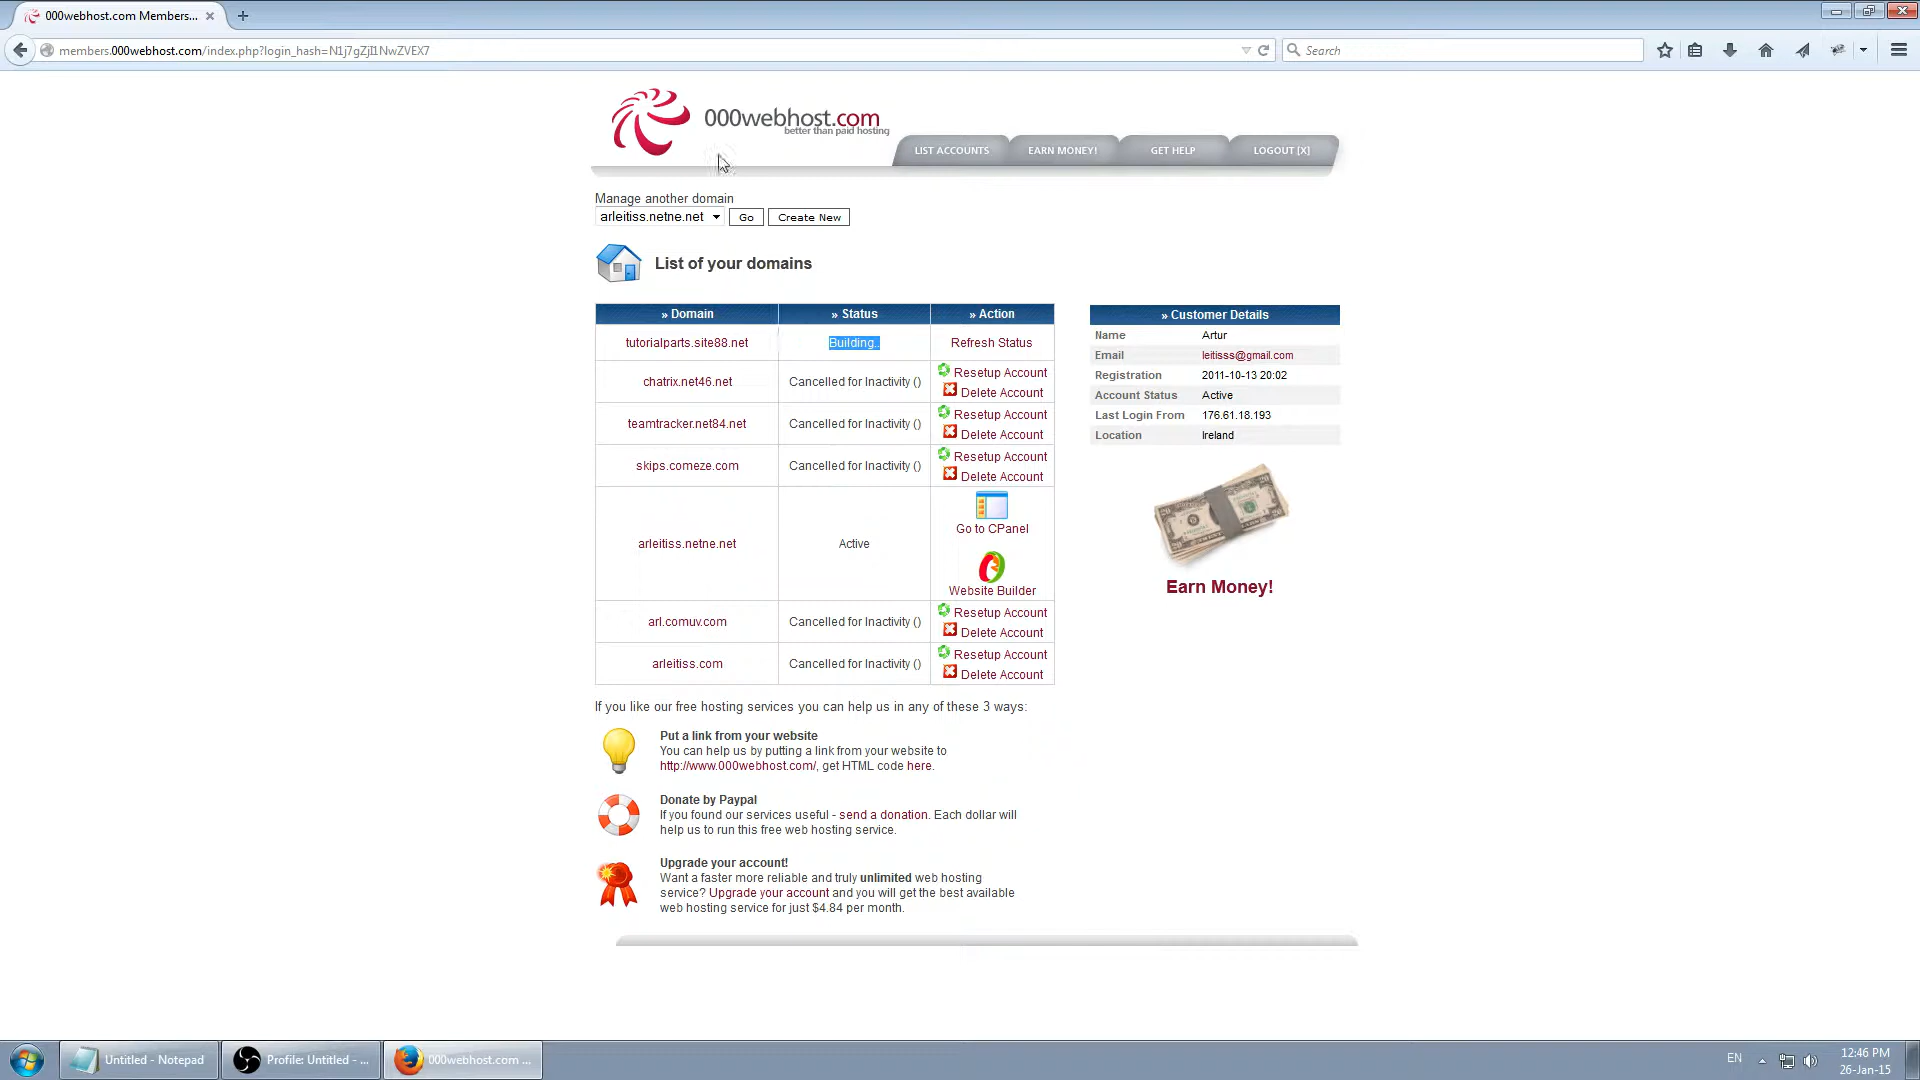 000webhost.com Members...
members.000webhost.com/index.php?login_hash=N1j7gZjI1NwZVEX7
Search
000webhost.com
better than paid hosting
LIST ACCOUNTS
EARN MONEY!
GET HELP
LOGOUT [X]
Manage another domain
arleitiss.netne.net
Go
Create New
List of your domains
» Domain » Status » Action
tutorialparts.site88.net Building.. Refresh Status
chatrix.net46.net Cancelled for Inactivity () Resetup Account
Delete Account
teamtracker.net84.net Cancelled for Inactivity () Resetup Account
Delete Account
skips.comeze.com Cancelled for Inactivity () Resetup Account
Delete Account
arleitiss.netne.net Active Go to CPanel
Website Builder
arl.comuv.com Cancelled for Inactivity () Resetup Account
Delete Account
arleitiss.com Cancelled for Inactivity () Resetup Account
Delete Account
» Customer Details
Name Artur
Email leitisss@gmail.com
Registration 2011-10-13 20:02
Account Status Active
Last Login From 176.61.18.193
Location Ireland
Earn Money!
If you like our free hosting services you can help us in any of these 3 ways:
Put a link from your website
You can help us by putting a link from your website to
http://www.000webhost.com/, get HTML code here.
Donate by Paypal
If you found our services useful - send a donation. Each dollar will
help us to run this free web hosting service.
Upgrade your account!
Want a faster more reliable and truly unlimited web hosting
service? Upgrade your account and you will get the best available
web hosting service for just $4.84 per month.
Untitled - Notepad
Profile: Untitled - ...
000webhost.com ...
EN
12:46 PM
26-Jan-15